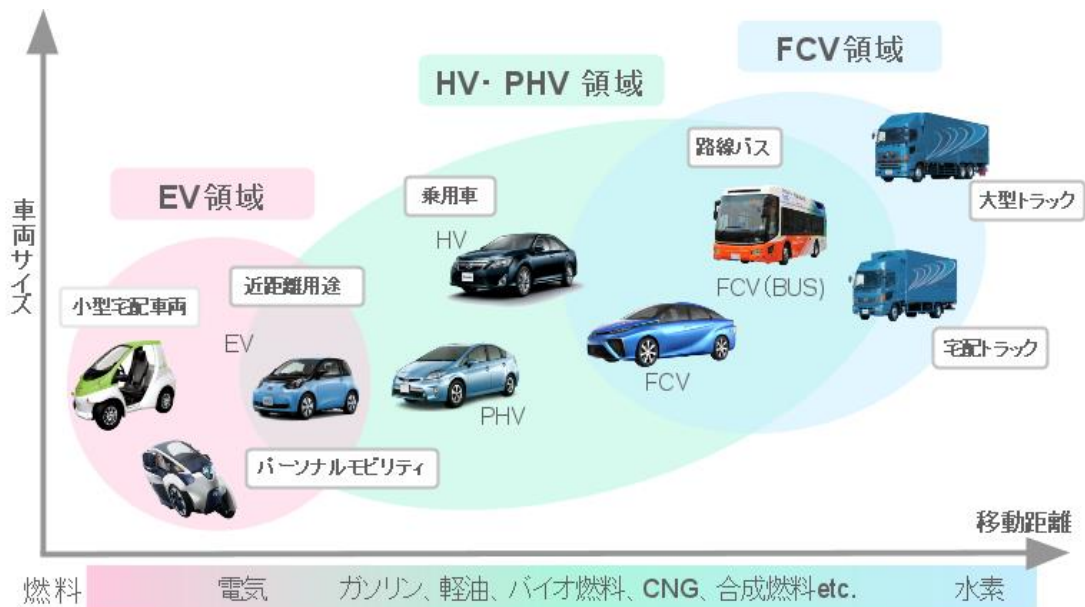 FCV領域
HV・PHV 領域
EV領域
車両サイズ
路線バス
乗用車
HV
大型トラック
近距離用途
小型宅配車両
EV
FCV(BUS)
宅配トラック
FCV
PHV
パーソナルモビリティ
移動距離
燃料 電気 ガソリン、軽油、バイオ燃料、CNG、合成燃料etc. 水素